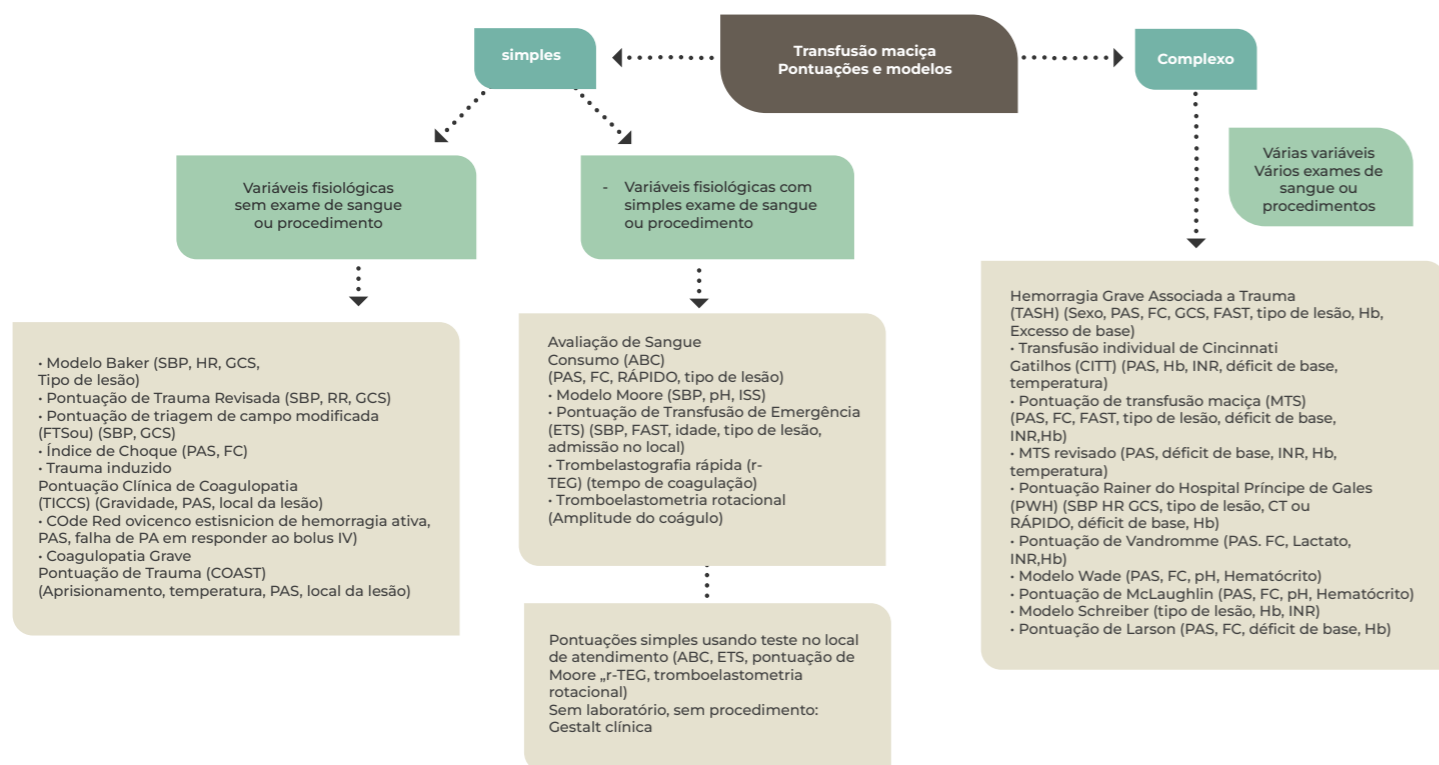 Transfusão maciça
Pontuações e modelos
simples
Complexo
Variáveis fisiológicas
sem exame de sangue
ou procedimento
- Variáveis fisiológicas com
simples exame de sangue
ou procedimento
Várias variáveis
Vários exames de
sangue ou
procedimentos
• Modelo Baker (SBP, HR, GCS,
Tipo de lesão)
• Pontuação de Trauma Revisada (SBP, RR, GCS)
• Pontuação de triagem de campo modificada
(FTSou) (SBP, GCS)
• Índice de Choque (PAS, FC)
• Trauma induzido
Pontuação Clínica de Coagulopatia
(TICCS) (Gravidade, PAS, local da lesão)
• COde Red ovicenco estisnicion de hemorragia ativa,
PAS, falha de PA em responder ao bolus IV)
• Coagulopatia Grave
Pontuação de Trauma (COAST)
(Aprisionamento, temperatura, PAS, local da lesão)
Avaliação de Sangue
Consumo (ABC)
(PAS, FC, RÁPIDO, tipo de lesão)
• Modelo Moore (SBP, pH, ISS)
• Pontuação de Transfusão de Emergência
(ETS) (SBP, FAST, idade, tipo de lesão,
admissão no local)
• Trombelastografia rápida (r-
TEG) (tempo de coagulação)
• Tromboelastometria rotacional
(Amplitude do coágulo)
Pontuações simples usando teste no local
de atendimento (ABC, ETS, pontuação de
Moore „r-TEG, tromboelastometria
rotacional)
Sem laboratório, sem procedimento:
Gestalt clínica
Hemorragia Grave Associada a Trauma
(TASH) (Sexo, PAS, FC, GCS, FAST, tipo de lesão, Hb,
Excesso de base)
• Transfusão individual de Cincinnati
Gatilhos (CITT) (PAS, Hb, INR, déficit de base,
temperatura)
• Pontuação de transfusão maciça (MTS)
(PAS, FC, FAST, tipo de lesão, déficit de base,
INR,Hb)
• MTS revisado (PAS, déficit de base, INR, Hb,
temperatura)
• Pontuação Rainer do Hospital Príncipe de Gales
(PWH) (SBP HR GCS, tipo de lesão, CT ou
RÁPIDO, déficit de base, Hb)
• Pontuação de Vandromme (PAS. FC, Lactato,
INR,Hb)
• Modelo Wade (PAS, FC, pH, Hematócrito)
• Pontuação de McLaughlin (PAS, FC, pH, Hematócrito)
• Modelo Schreiber (tipo de lesão, Hb, INR)
• Pontuação de Larson (PAS, FC, déficit de base, Hb)